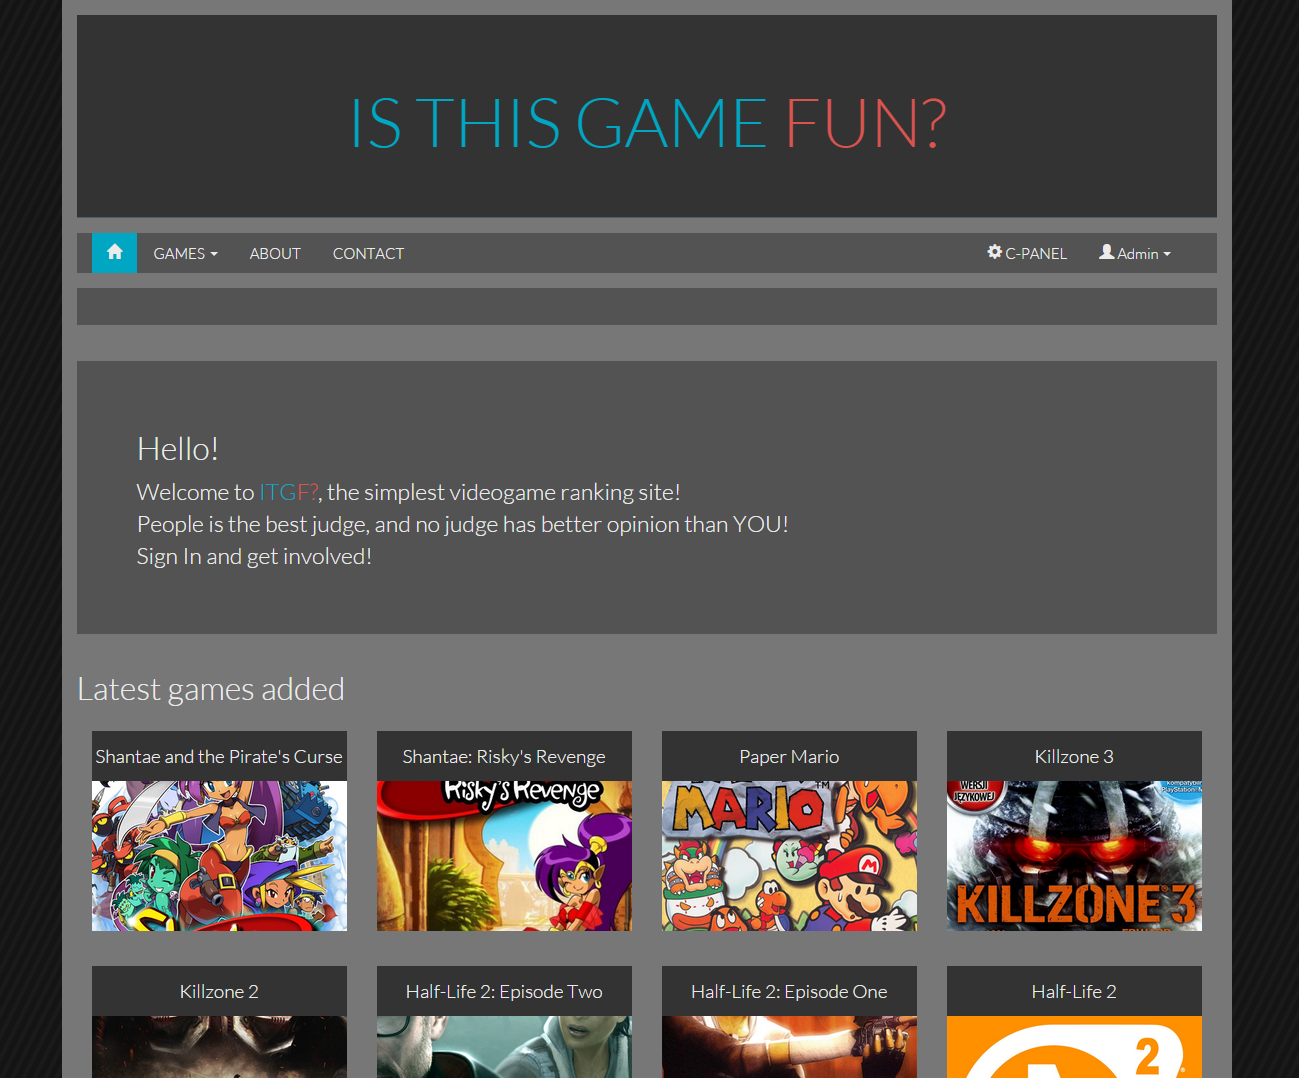 IS THIS GAME FUN?
GAMES ABOUT CONTACT C-PANEL Admin
Hello!
Welcome to ITGF?, the simplest videogame ranking site!
People is the best judge, and no judge has better opinion than YOU!
Sign In and get involved!
Latest games added
Shantae and the Pirate's Curse
Shantae: Risky's Revenge
Paper Mario
Killzone 3
Risky's Revenge
MARIO
TM
M
WERSJI
JĘZYKOWEJ
PlayStation
KILLZONE 3
Killzone 2
Half-Life 2: Episode Two
Half-Life 2: Episode One
Half-Life 2
2